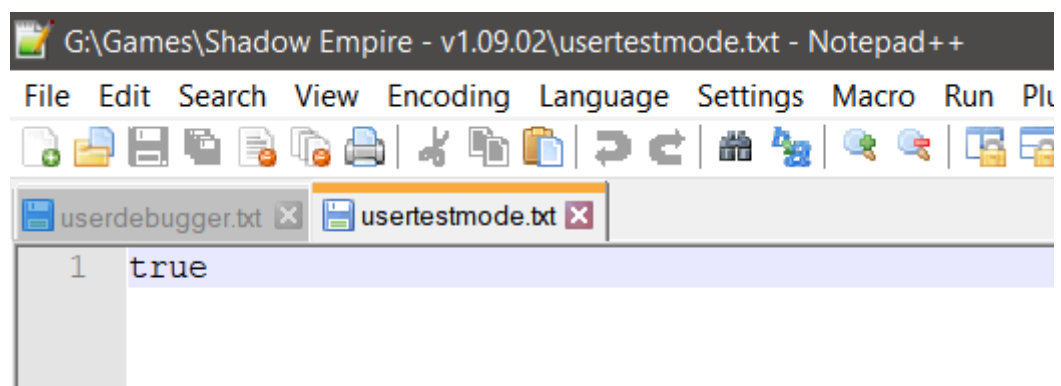 G:\Games\Shadow Empire - v1.09.02\usertestmode.txt - Notepad++
File Edit Search View Encoding Language Settings Macro Run
userdebugger.txt usertestmode.txt
1 true